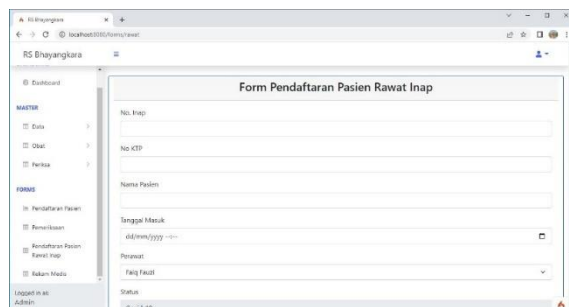 RS Bhayangkara
localhost:3000/forms/rawat
RS Bhayangkara
Dashboard
MASTER
Data
Obat
Periksa
FORMS
Pendaftaran Pasien
Pemeriksaan
Pendaftaran Pasien
Rawat Inap
Rekam Medis
Logged in as:
Admin
Form Pendaftaran Pasien Rawat Inap
No. Inap
No KTP
Nama Pasien
Tanggal Masuk
dd/mm/yyyy --:--
Perawat
Faiq Fauzi
Status